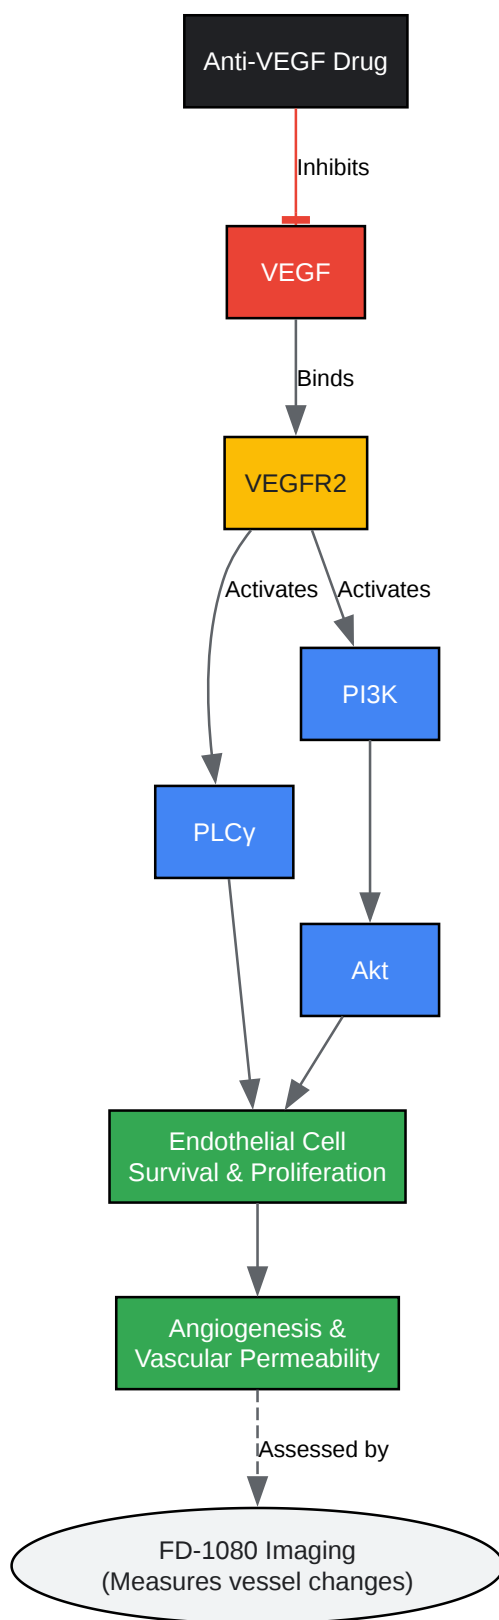 Anti-VEGF Drug
Inhibits
VEGF
Binds
VEGFR2
Activates
Activates
PI3K
PLCγ
Akt
Endothelial Cell
Survival & Proliferation
Angiogenesis &
Vascular Permeability
Assessed by
FD-1080 Imaging
(Measures vessel changes)